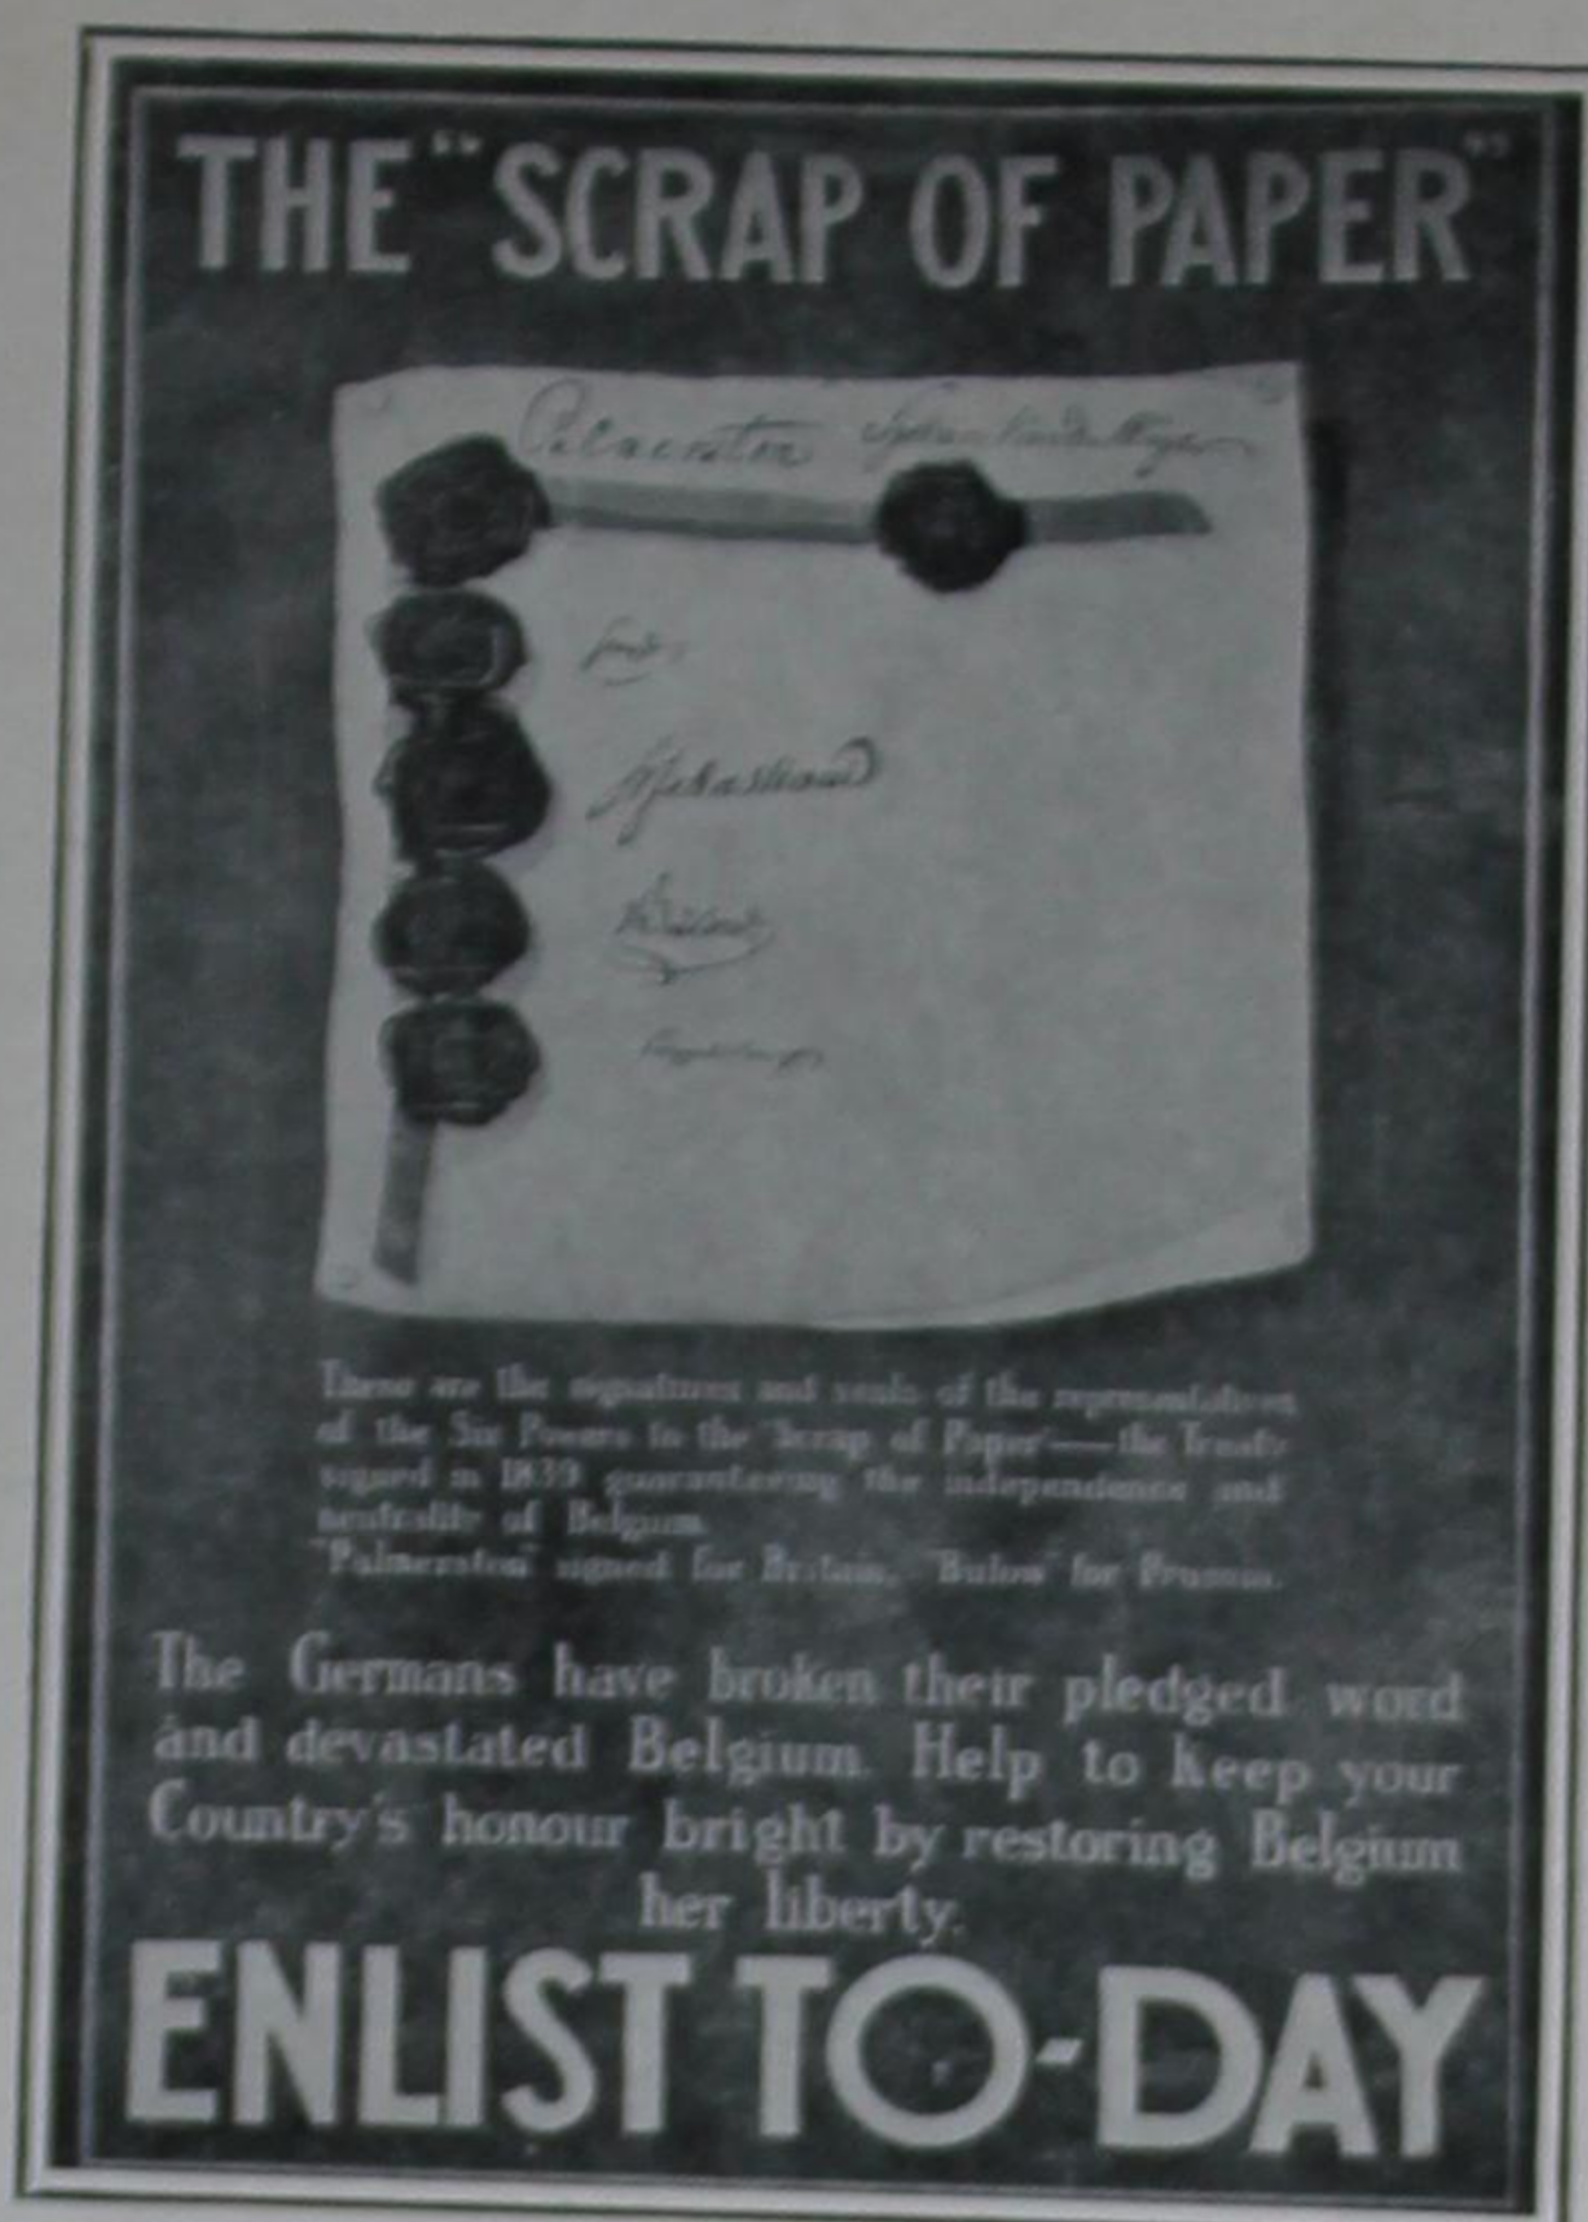 THE "SCRAP OF PAPER"
These are the signatures and seals of the representatives
of the Six Powers to the "Scrap of Paper"—the Treaty
signed in 1839 guaranteeing the independence and
neutrality of Belgium.
"Palmerston" signed for Britain, "Bulow" for Prussia.
The Germans have broken their pledged word
and devastated Belgium. Help to keep your
Country's honour bright by restoring Belgium
her liberty.
ENLIST TO-DAY